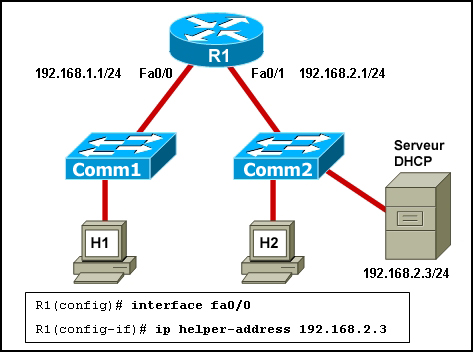 R1
192.168.1.1/24 Fa0/0 Fa0/1 192.168.2.1/24
Comm1
Comm2
Serveur
DHCP
H1
H2
192.168.2.3/24
R1(config)# interface fa0/0
R1(config-if)# ip helper-address 192.168.2.3